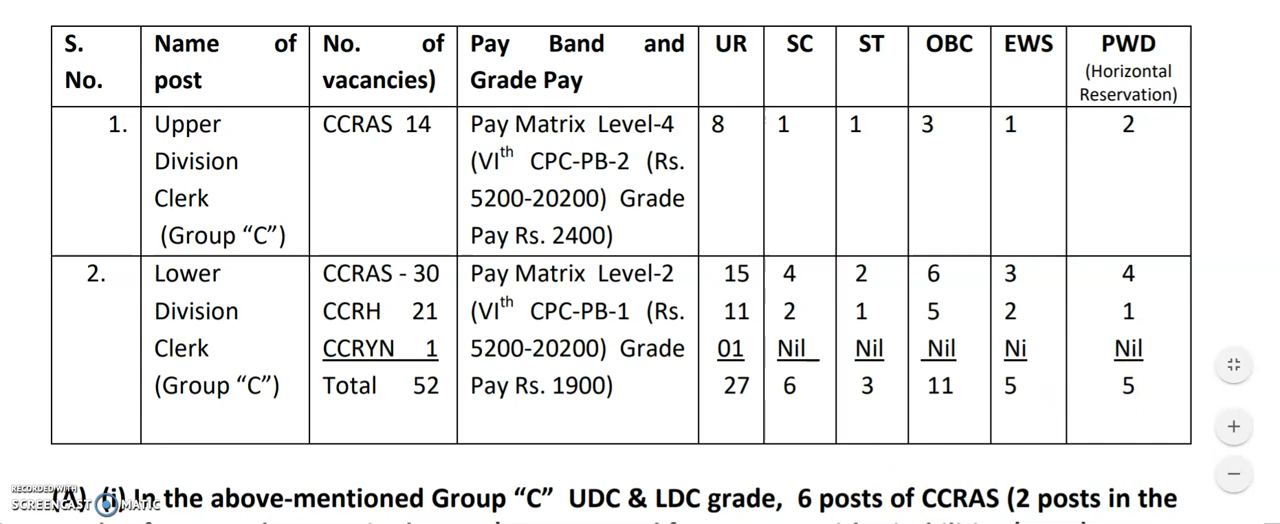 S. No. Name of post No. of vacancies) Pay Band and Grade Pay UR SC ST OBC EWS PWD (Horizontal Reservation)
1. Upper Division Clerk (Group “C”) CCRAS 14 Pay Matrix Level-4 (VIth CPC-PB-2 (Rs. 5200-20200) Grade Pay Rs. 2400) 8 1 1 3 1 2
2. Lower CCRAS - 30 Pay Matrix Level-2 15 4 2 6 3 4
Division CCRH 21 (VIth CPC-PB-1 (Rs. 11 2 1 5 2 1
Clerk CCRYN 1 5200-20200) Grade 01 Nil Nil Nil Ni Nil
(Group “C”) Total 52 Pay Rs. 1900) 27 6 3 11 5 5
(A) (i) In the above-mentioned Group “C” UDC & LDC grade, 6 posts of CCRAS (2 posts in the
RECORDED WITH
SCREENCAST MATIC